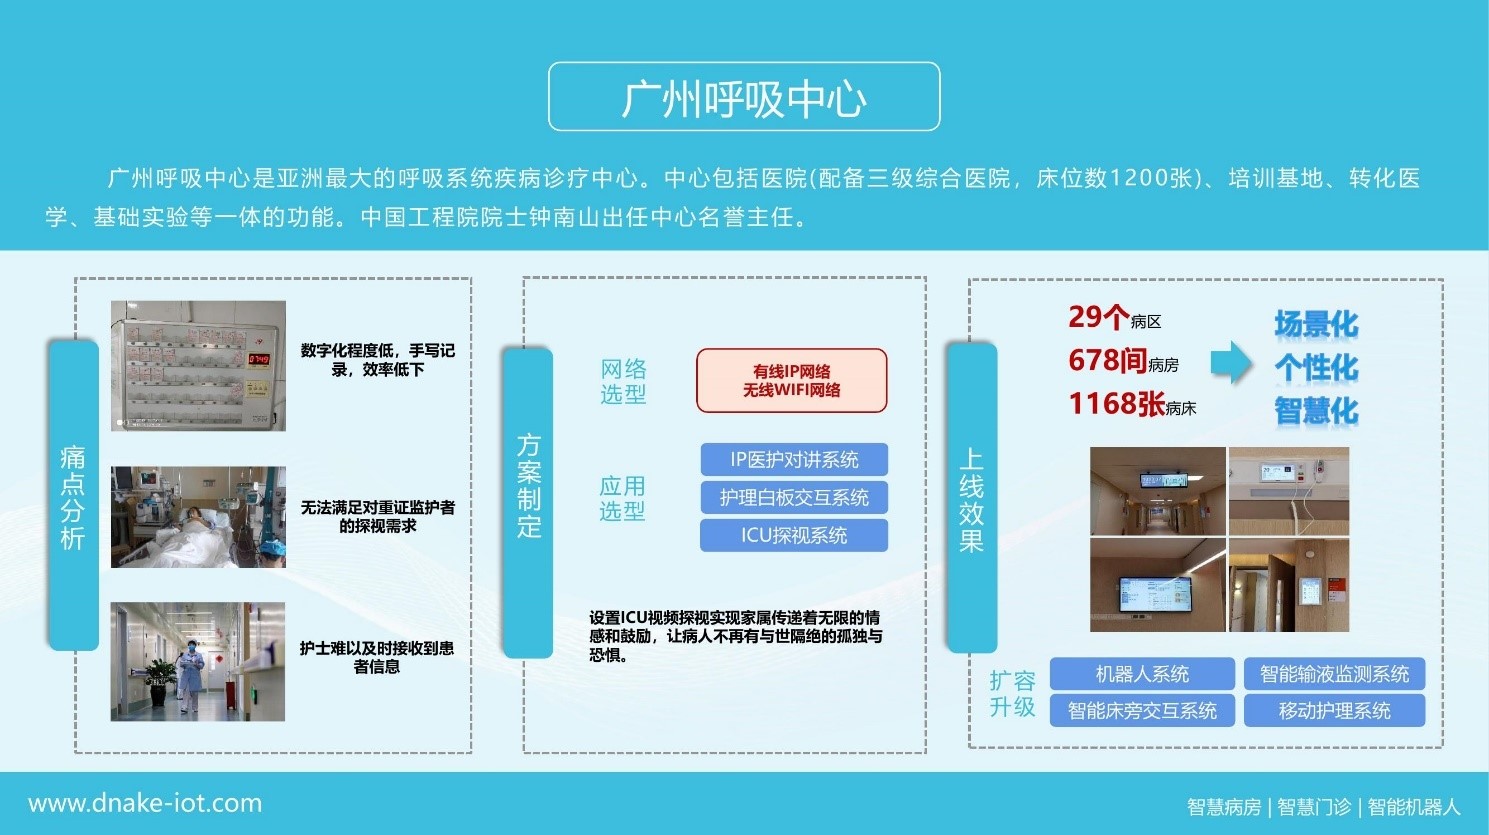 广州呼吸中心
广州呼吸中心是亚洲最大的呼吸系统疾病诊疗中心。中心包括医院(配备三级综合医院，床位数1200张)、培训基地、转化医
学、基础实验等一体的功能。中国工程院院士钟南山出任中心名誉主任。
痛点分析
数字化程度低，手写记
录，效率低下
无法满足对重证监护者
的探视需求
护士难以及时接收到患
者信息
方案制定
网络
选型
有线IP网络
无线WIFI网络
应用
选型
IP医护对讲系统
护理白板交互系统
ICU探视系统
设置ICU视频探视实现家属传递着无限的情
感和鼓励，让病人不再有与世隔绝的孤独与
恐惧。
上线效果
29个病区
678间病房
1168张病床
场景化
个性化
智慧化
扩容
升级
机器人系统
智能输液监测系统
智能床旁交互系统
移动护理系统
www.dnake-iot.com
智慧病房 | 智慧门诊 | 智能机器人